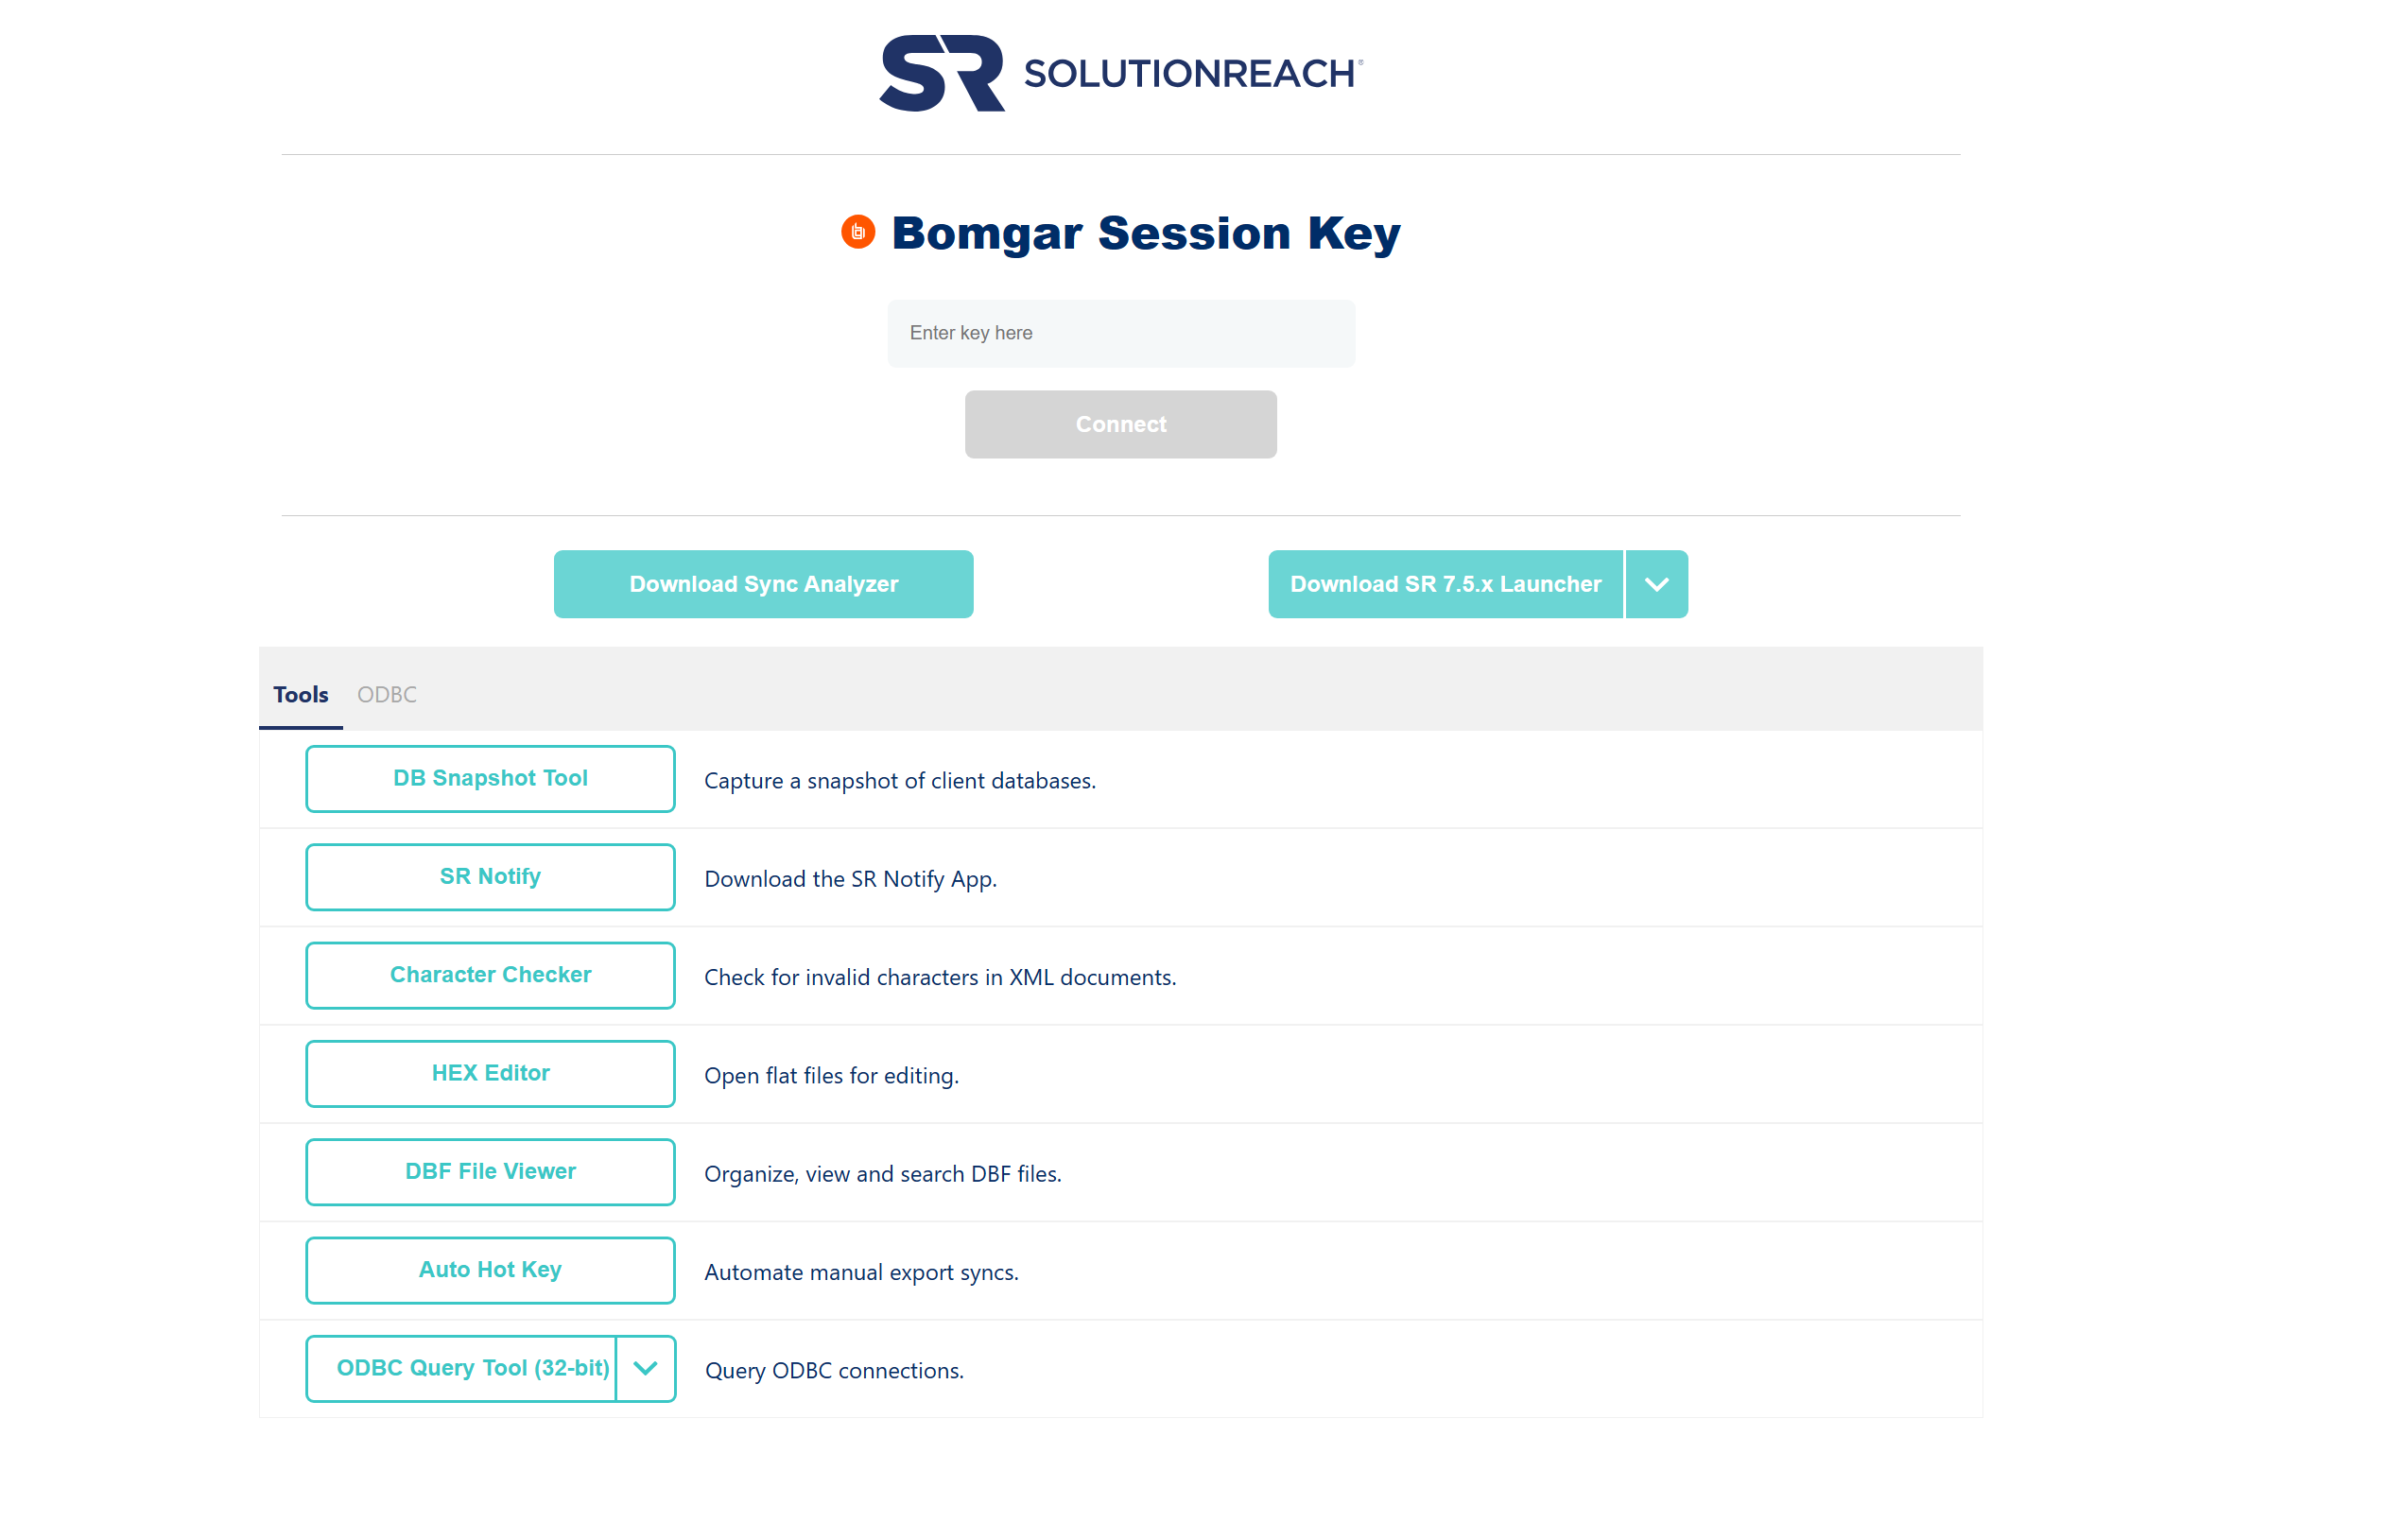 SR SOLUTIONREACH®
Bomgar Session Key
Enter key here
Connect
Download Sync Analyzer
Download SR 7.5.x Launcher
Tools ODBC
DB Snapshot Tool Capture a snapshot of client databases.
SR Notify Download the SR Notify App.
Character Checker Check for invalid characters in XML documents.
HEX Editor Open flat files for editing.
DBF File Viewer Organize, view and search DBF files.
Auto Hot Key Automate manual export syncs.
ODBC Query Tool (32-bit) Query ODBC connections.